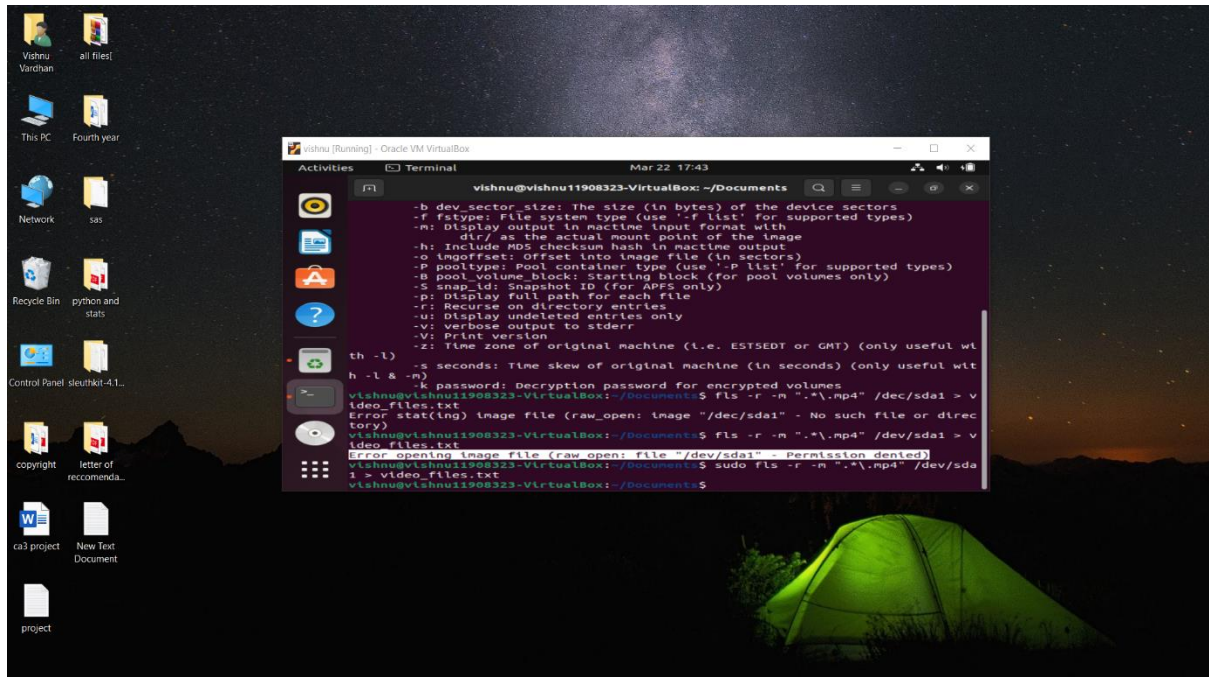 Vishnu
Vardhan
all files[
This PC
Fourth year
Network
sas
Recycle Bin
python and
stats
Control Panel
sleuthkit-4.1...
copyright
letter of
reccomenda...
ca3 project
New Text
Document
project
vishnu [Running] - Oracle VM VirtualBox
Activities
Terminal
Mar 22 17:43
vishnu@vishnu11908323-VirtualBox: ~/Documents
-b dev_sector_size: The size (in bytes) of the device sectors
-f fstype: File system type (use '-f list' for supported types)
-m: Display output in mactime input format with
dir/ as the actual mount point of the image
-h: Include MD5 checksum hash in mactime output
-o imgoffset: Offset into image file (in sectors)
-P pooltype: Pool container type (use '-P list' for supported types)
-B pool_volume_block: Starting block (for pool volumes only)
-S snap_id: Snapshot ID (for APFS only)
-p: Display full path for each file
-r: Recurse on directory entries
-u: Display undeleted entries only
-v: verbose output to stderr
-V: Print version
-z: Time zone of original machine (i.e. EST5EDT or GMT) (only useful wi
th -l)
-s seconds: Time skew of original machine (in seconds) (only useful wit
h -l & -m)
-k password: Decryption password for encrypted volumes
vishnu@vishnu11908323-VirtualBox:~/Documents$ fls -r -m ".*\.mp4" /dec/sda1 > v
ideo_files.txt
Error stat(ing) image file (raw_open: image "/dec/sda1" - No such file or direc
tory)
vishnu@vishnu11908323-VirtualBox:~/Documents$ fls -r -m ".*\.mp4" /dev/sda1 > v
ideo_files.txt
Error opening image file (raw_open: file "/dev/sda1" - Permission denied)
vishnu@vishnu11908323-VirtualBox:~/Documents$ sudo fls -r -m ".*\.mp4" /dev/sda
1 > video_files.txt
vishnu@vishnu11908323-VirtualBox:~/Documents$